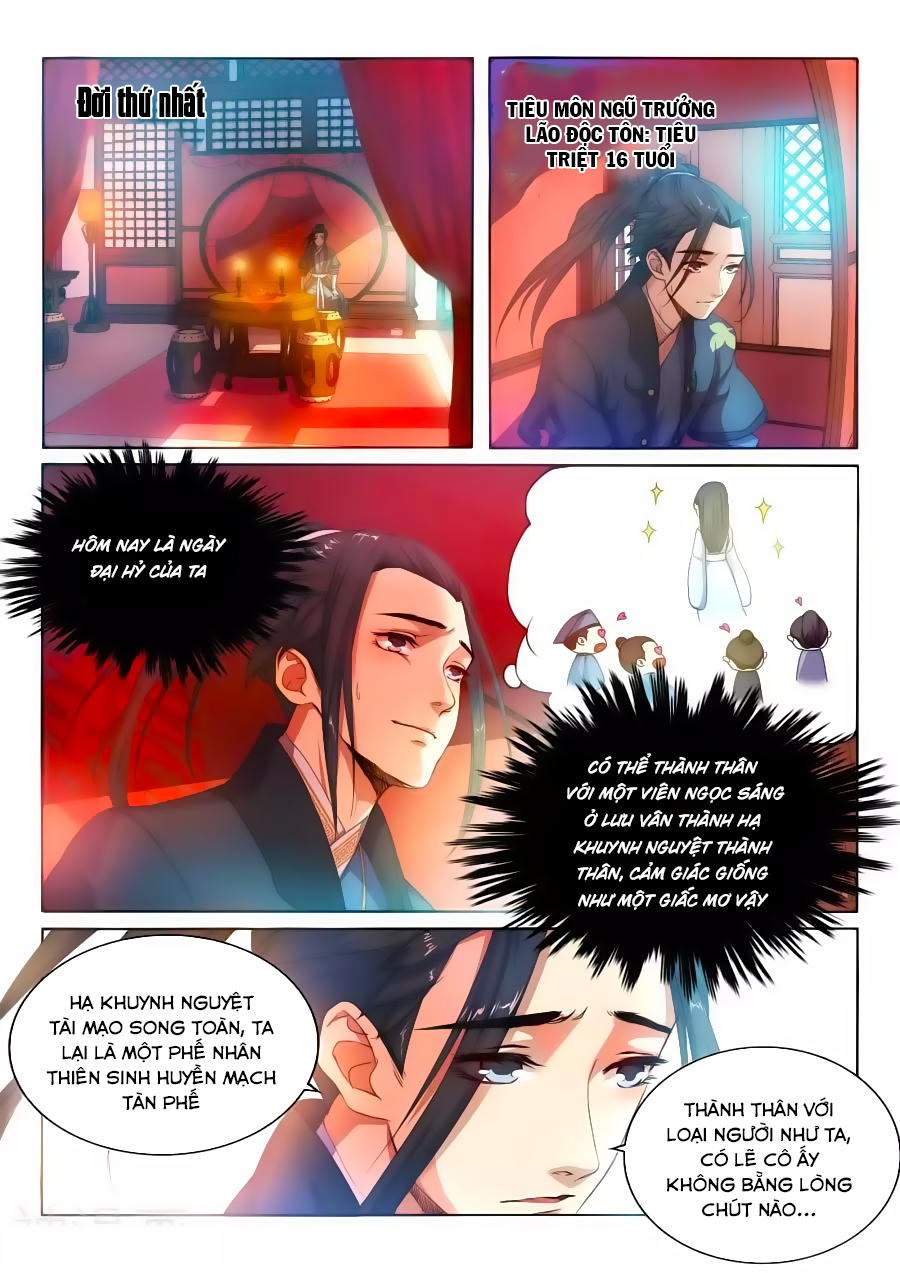 Đời thứ nhất
TIÊU MÔN NGŨ TRƯỞNG
LÃO ĐỘC TÔN: TIÊU
TRIỆT 16 TUỔI
HÔM NAY LÀ NGÀY
ĐẠI HỶ CỦA TA
CÓ THỂ THÀNH THÂN
VỚI MỘT VIÊN NGỌC SÁNG
Ở LƯU VÂN THÀNH HẠ
KHUYNH NGUYỆT THÀNH
THÂN, CẢM GIÁC GIỐNG
NHƯ MỘT GIẤC MƠ VẬY
HẠ KHUYNH NGUYỆT
TÀI MẠO SONG TOÀN, TA
LẠI LÀ MỘT PHẾ NHÂN
THIÊN SINH HUYỀN MẠCH
TÀN PHẾ
THÀNH THÂN VỚI
LOẠI NGƯỜI NHƯ TA,
CÓ LẼ CÔ ẤY
KHÔNG BẰNG LÒNG
CHÚT NÀO...